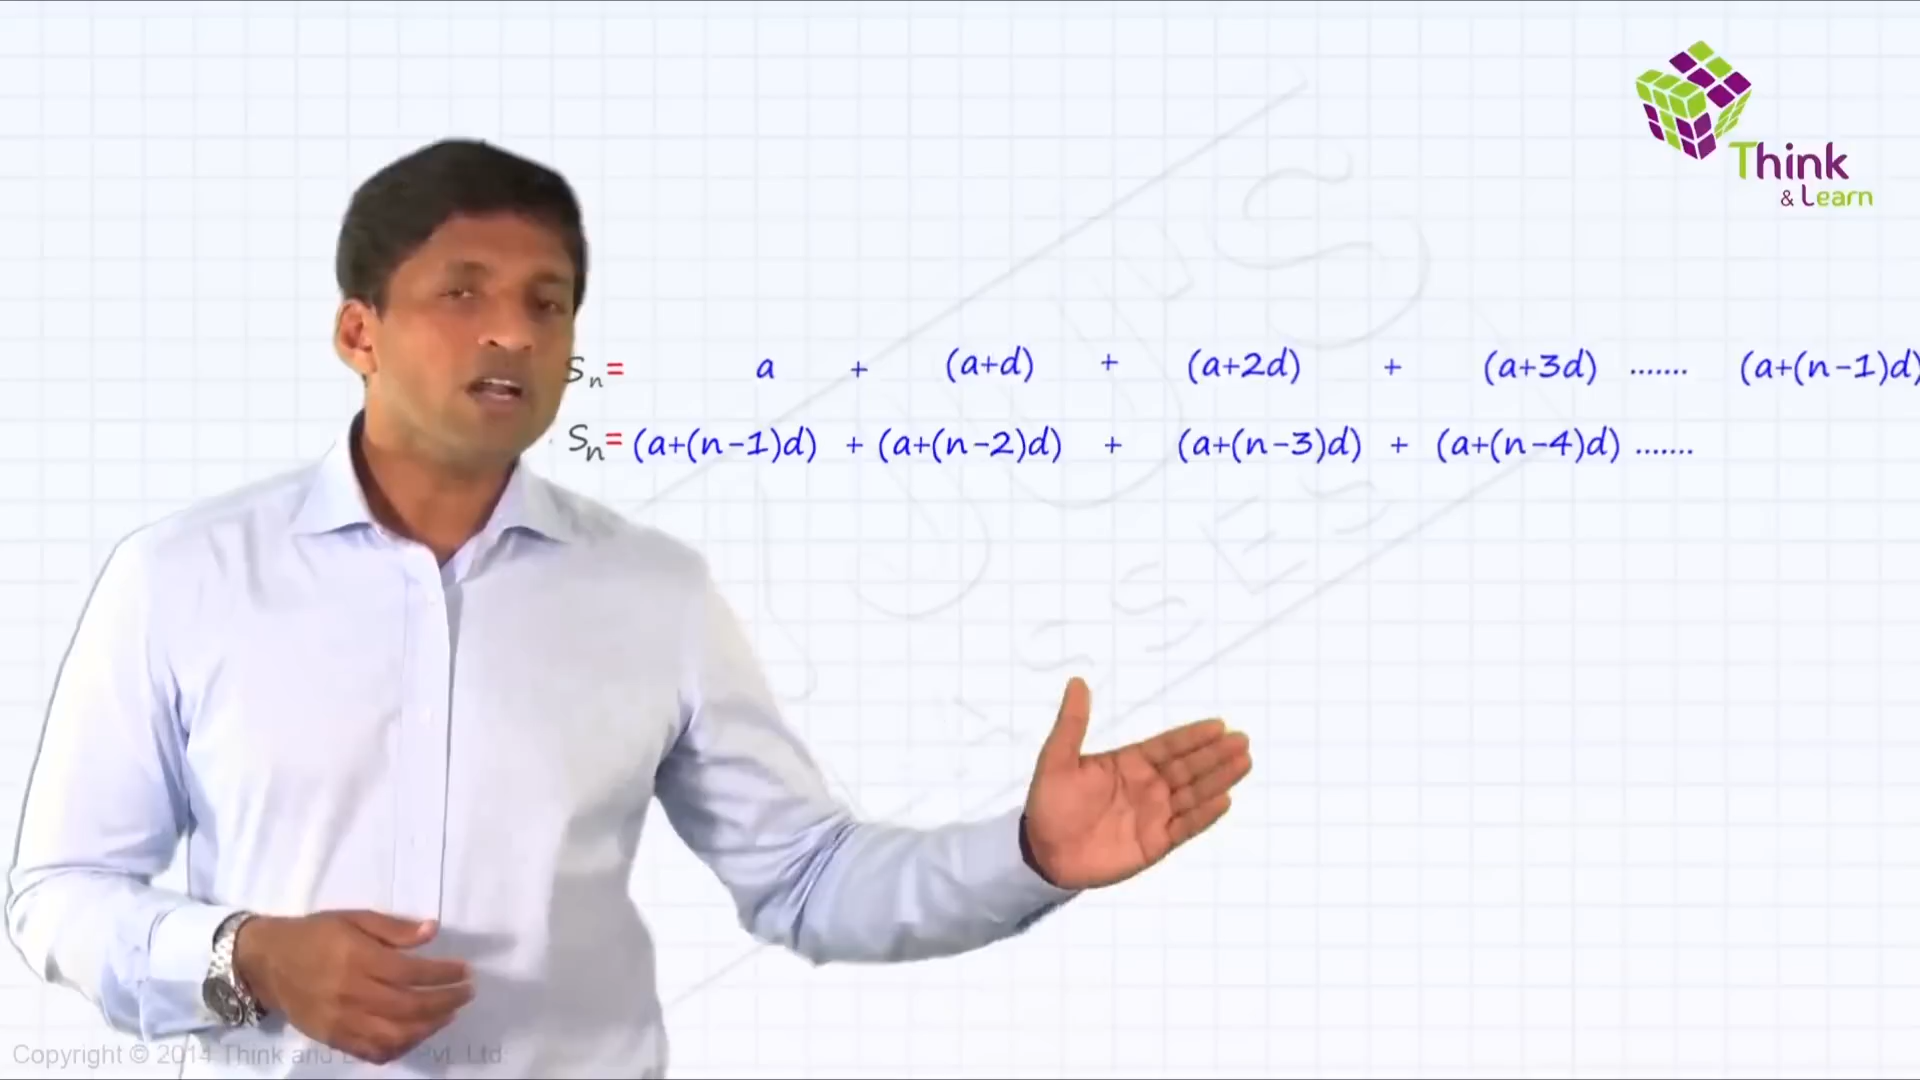 Think
& Learn
Sn= a + (a+d) + (a+2d) + (a+3d) ....... (a+(n-1)d)
Sn= (a+(n-1)d) + (a+(n-2)d) + (a+(n-3)d) + (a+(n-4)d) .......
Copyright © 2014 Think and Pvt. Ltd